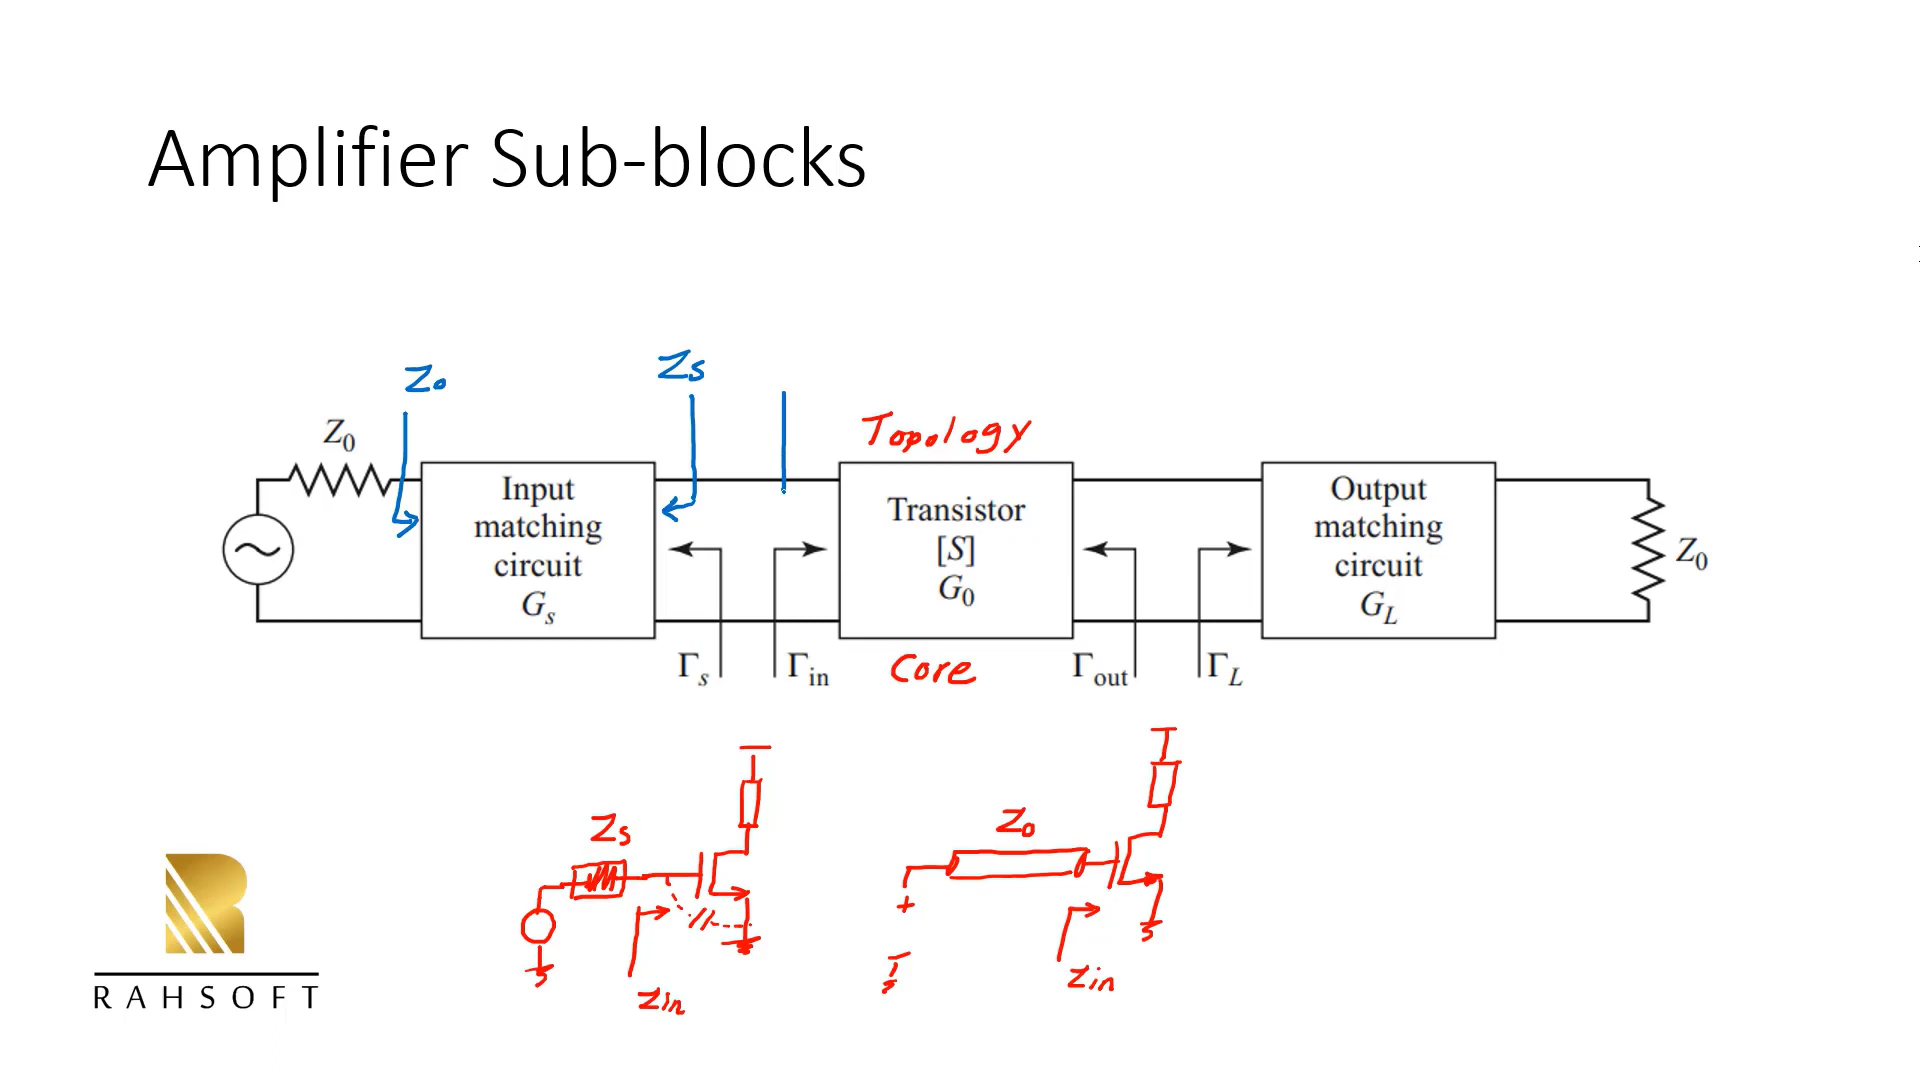 Amplifier Sub-blocks
Z0
Zs
Z0
Topology
Input
matching
circuit
Gs
Transistor
[S]
G0
Output
matching
circuit
GL
Z0
Γs
Γin
Core
Γout
ΓL
Zs
Z0
Zin
Zin
RAHSOFT